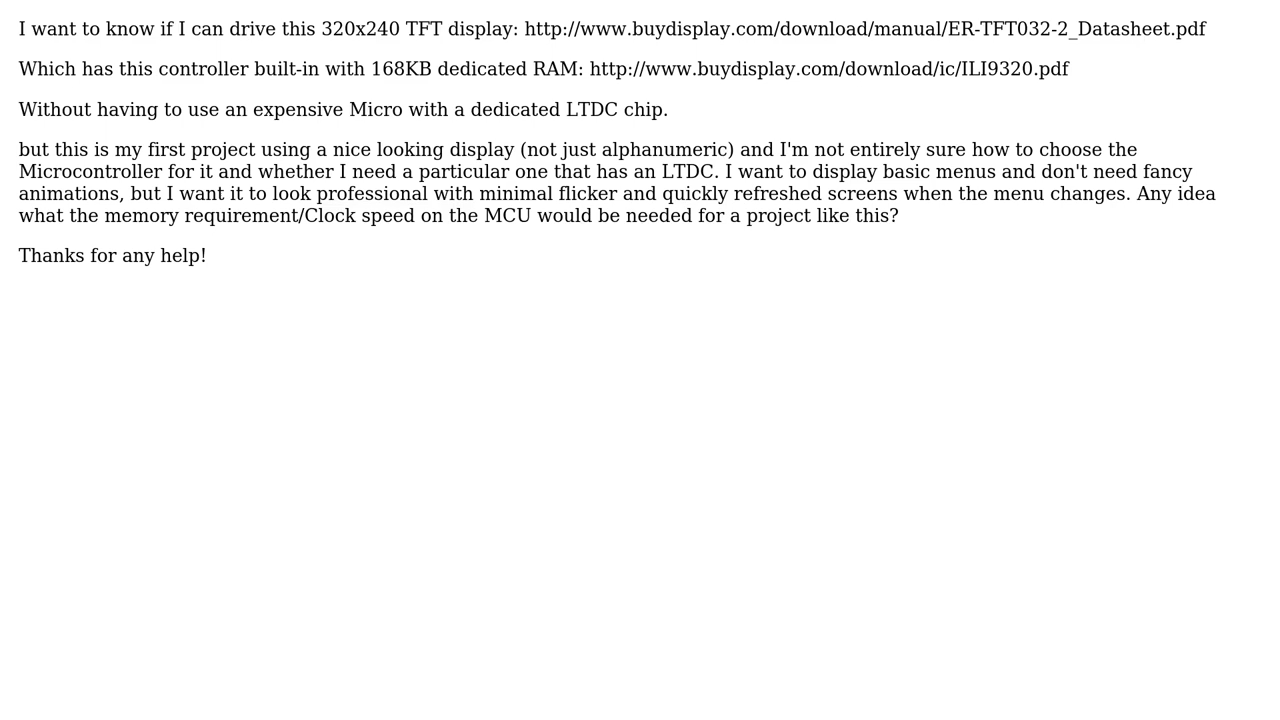 I want to know if I can drive this 320x240 TFT display: http://www.buydisplay.com/download/manual/ER-TFT032-2_Datasheet.pdf
Which has this controller built-in with 168KB dedicated RAM: http://www.buydisplay.com/download/ic/ILI9320.pdf
Without having to use an expensive Micro with a dedicated LTDC chip.
but this is my first project using a nice looking display (not just alphanumeric) and I'm not entirely sure how to choose the
Microcontroller for it and whether I need a particular one that has an LTDC. I want to display basic menus and don't need fancy
animations, but I want it to look professional with minimal flicker and quickly refreshed screens when the menu changes. Any idea
what the memory requirement/Clock speed on the MCU would be needed for a project like this?
Thanks for any help!